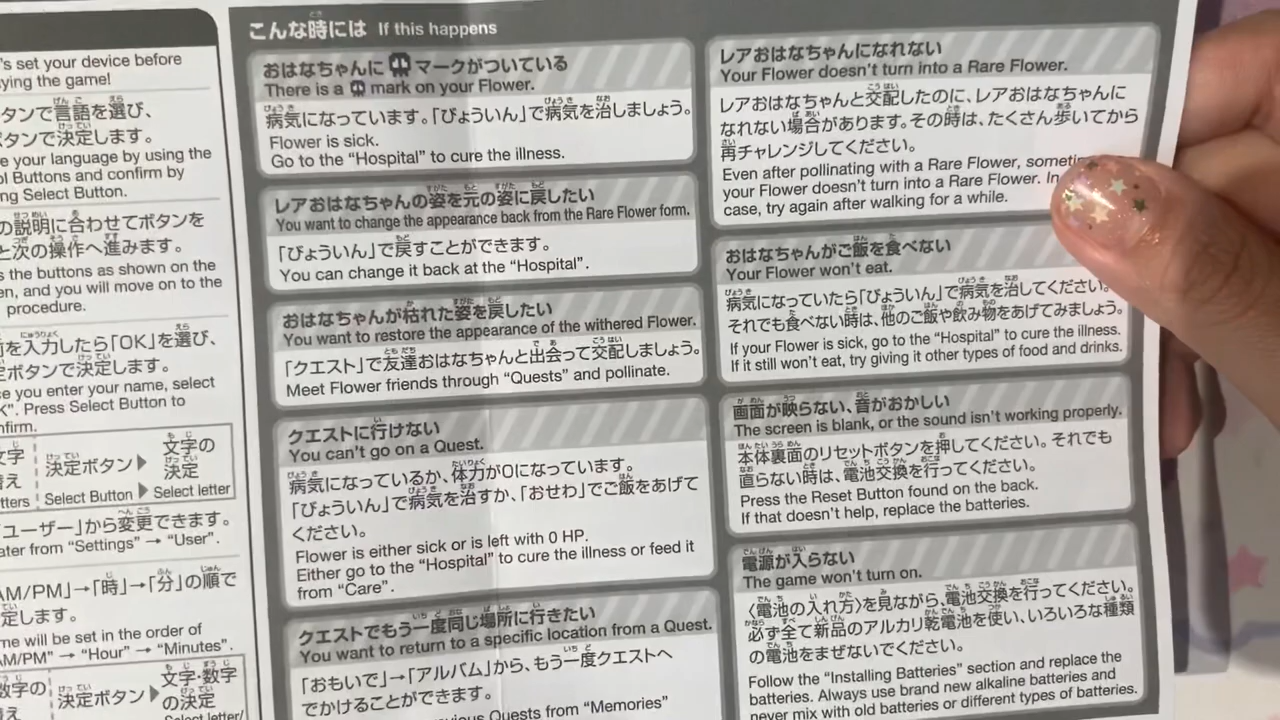 's set your device before
ying the game!
タンで言語を選び、
ボタンで決定します。
e your language by using the
ol Buttons and confirm by
ng Select Button.
の説明に合わせてボタンを
と次の操作へ進みます。
s the buttons as shown on the
en, and you will move on to the
procedure.
を入力したら「OK」を選び、
ボタンで決定します。
e you enter your name, select
K". Press Select Button to
nfirm.
決定ボタン▶
文字の
決定
tters
Select Button ▶ Select letter
「ユーザー」から変更できます。
ater from “Settings” → “User”.
AM/PM」→「時」→「分」の順で
定します。
me will be set in the order of
AM/PM” → “Hour” → “Minute”.
数字の
決定ボタン▶
文字・数字
の決定
Select letter/
こんな時には If this happens
おはなちゃんに マークがついている
There is a mark on your Flower.
病気になっています。「びょういん」で病気を治しましょう。
Flower is sick.
Go to the “Hospital” to cure the illness.
レアおはなちゃんの姿を元の姿に戻したい
You want to change the appearance back from the Rare Flower form.
「びょういん」で戻すことができます。
You can change it back at the “Hospital”.
おはなちゃんが枯れた姿を戻したい
You want to restore the appearance of the withered Flower.
「クエスト」で友達おはなちゃんと出会って交配しましょう。
Meet Flower friends through “Quests” and pollinate.
クエストに行けない
You can't go on a Quest.
病気になっているか、体力が0になっています。
「びょういん」で病気を治すか、「おせわ」でご飯をあげて
ください。
Flower is either sick or is left with 0 HP.
Either go to the “Hospital” to cure the illness or feed it
from “Care”.
クエストでもう一度同じ場所に行きたい
You want to return to a specific location from a Quest.
「おもいで」→「アルバム」から、もう一度クエストへ
でかけることができます。
vious Quests from “Memories”
レアおはなちゃんになれない
Your Flower doesn't turn into a Rare Flower.
レアおはなちゃんと交配したのに、レアおはなちゃんに
なれない場合があります。その時は、たくさん歩いてから
再チャレンジしてください。
Even after pollinating with a Rare Flower,
your Flower doesn't turn into a Rare Flower. In
case, try again after walking for a while.
おはなちゃんがご飯を食べない
Your Flower won't eat.
病気になっていたら「びょういん」で病気を治してください。
それでも食べない時は、他のご飯や飲み物をあげてみましょう。
If your Flower is sick, go to the “Hospital” to cure the illness.
If it still won't eat, try giving it other types of food and drinks.
画面が映らない、音がおかしい
The screen is blank, or the sound isn't working properly.
本体裏面のリセットボタンを押してください。それでも
直らない時は、電池交換を行ってください。
Press the Reset Button found on the back.
If that doesn't help, replace the batteries.
電源が入らない
The game won't turn on.
〈電池の入れ方〉を見ながら、電池交換を行ってください。
必ず全て新品のアルカリ乾電池を使い、いろいろな種類
の電池をまぜないでください。
Follow the “Installing Batteries” section and replace the
batteries. Always use brand new alkaline batteries and
never mix with old batteries or different types of batteries.